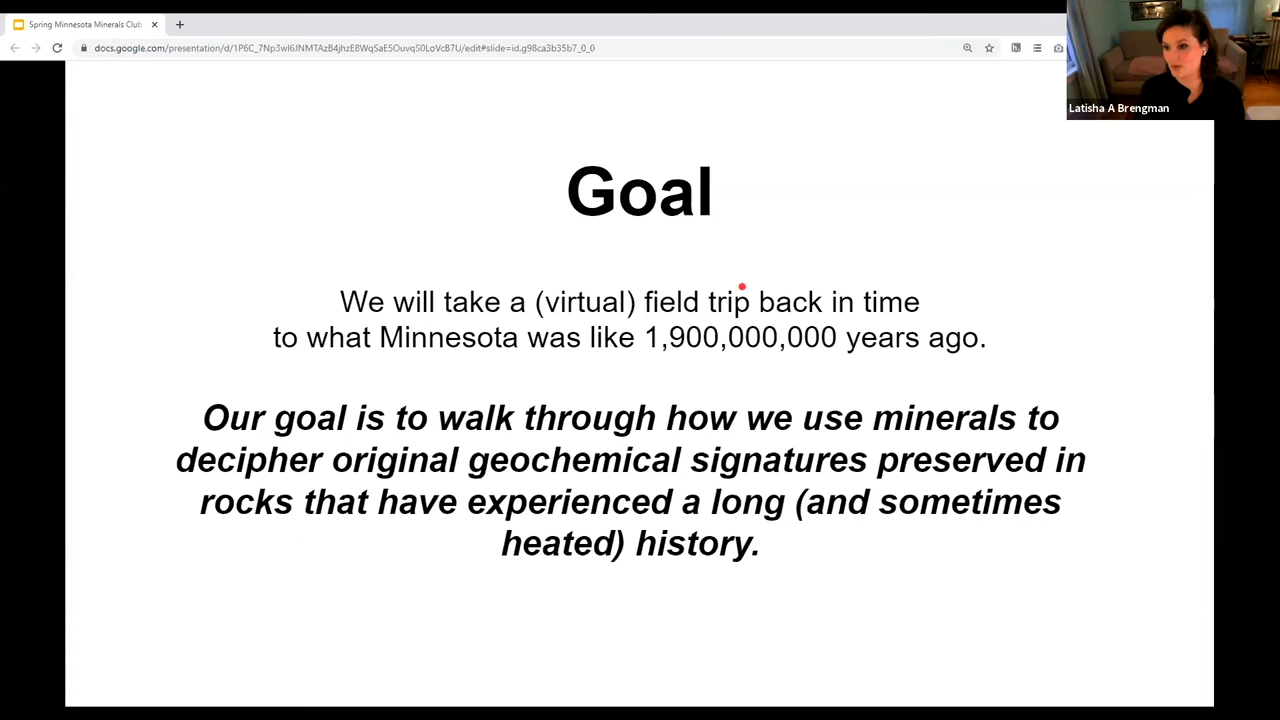 Spring Minnesota Minerals Club
docs.google.com/presentation/d/1P6C_7Np3wI6JNMTAzB4jhzE8WqSaE5OuvqS0LoVcB7U/edit#slide=id.g98ca3b35b7_0_0
Latisha A Brengman
Goal
We will take a (virtual) field trip back in time
to what Minnesota was like 1,900,000,000 years ago.
Our goal is to walk through how we use minerals to
decipher original geochemical signatures preserved in
rocks that have experienced a long (and sometimes
heated) history.